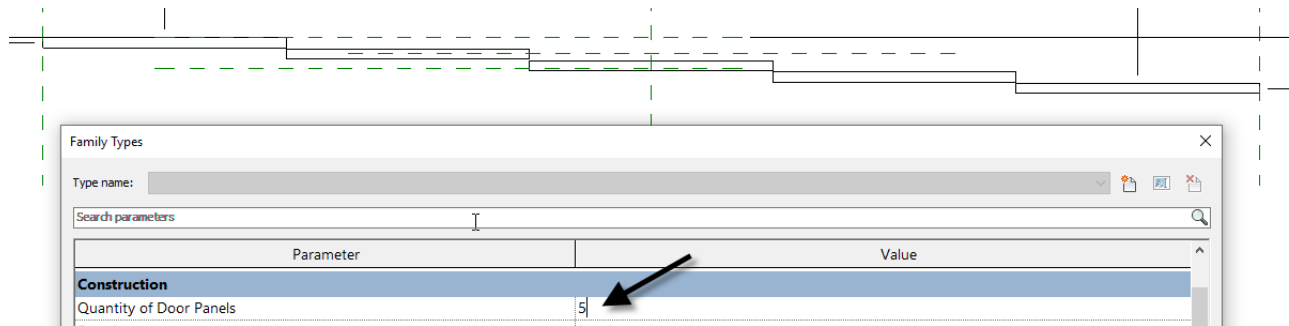 Family Types
Type name:
Search parameters
Parameter Value
Construction
Quantity of Door Panels 5